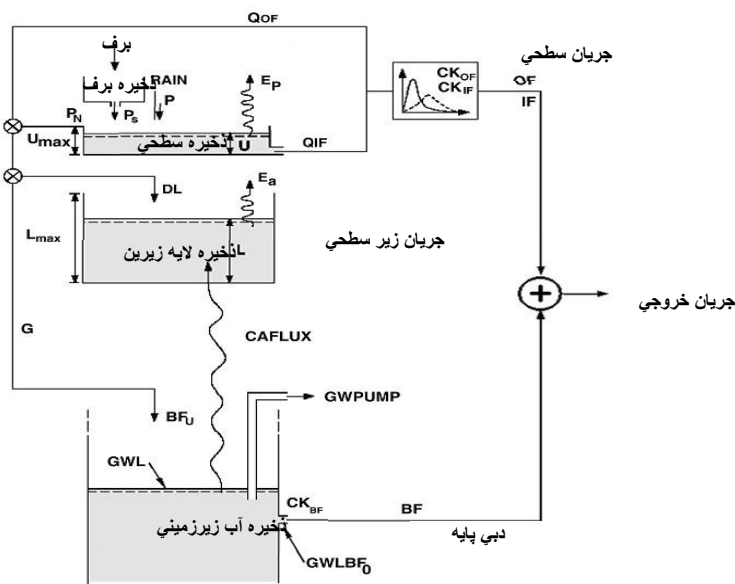 QOF
برف
ذخيره برف
RAIN
P
PS
PN
EP
Umax
ذخيره سطحي
U
QIF
CKOF
CKIF
جريان سطحي
OF
IF
DL
Ea
Lmax
ذخيره لايه زيرين
L
جريان زير سطحي
جريان خروجي
G
CAFLUX
BFU
GWPUMP
GWL
CKBF
BF
ذخيره آب زيرزميني
دبي پايه
GWLBF0